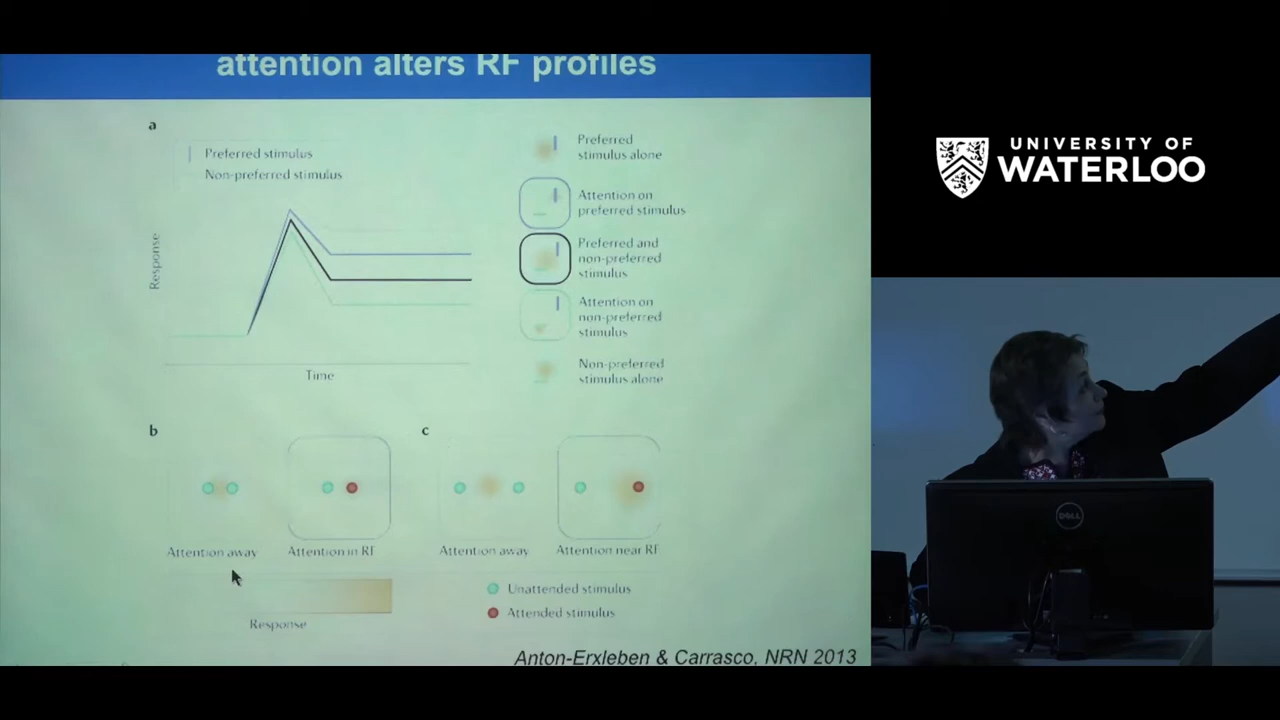 attention alters RF profiles
a
Preferred stimulus
Non-preferred stimulus
Response
Time
Preferred
stimulus alone
Attention on
preferred stimulus
Preferred and
non-preferred
stimulus
Attention on
non-preferred
stimulus
Non-preferred
stimulus alone
b
Attention away
Attention in RF
c
Attention away
Attention near RF
Response
Unattended stimulus
Attended stimulus
Anton-Erxleben & Carrasco, NRN 2013
UNIVERSITY OF
WATERLOO
DELL